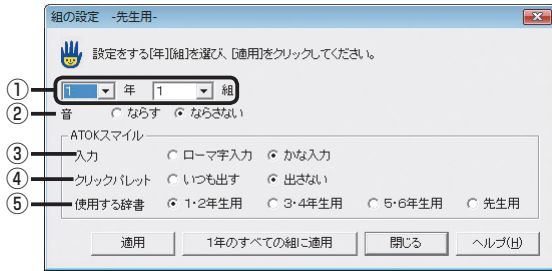 組の設定 -先生用-
設定をする[年][組]を選び、[適用]をクリックしてください。
① 1 年 1 組
② 音 ならす ならさない
ATOKスマイル
③ 入力 ローマ字入力 かな入力
④ クリックパレット いつも出す 出さない
⑤ 使用する辞書 1・2年生用 3・4年生用 5・6年生用 先生用
適用 1年のすべての組に適用 閉じる ヘルプ(H)